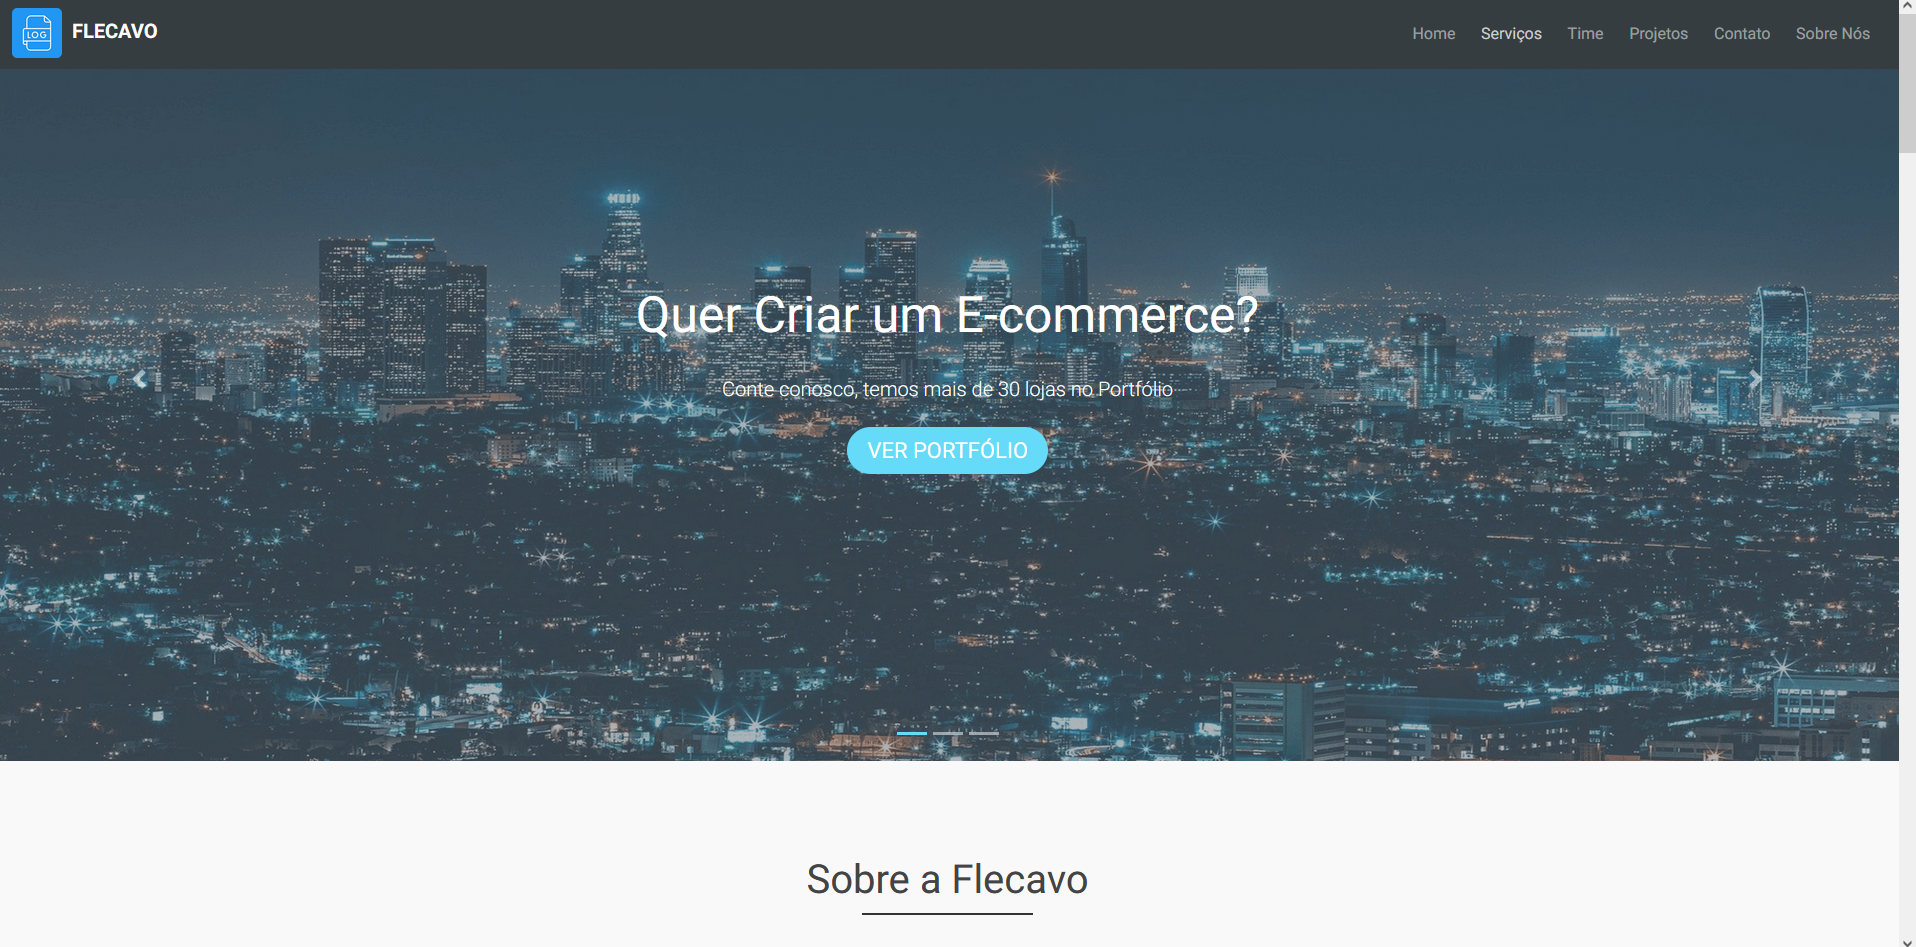 LOG
FLECAVO
Home Serviços Time Projetos Contato Sobre Nós
Quer Criar um E-commerce?
Conte conosco, temos mais de 30 lojas no Portfólio
VER PORTFÓLIO
Sobre a Flecavo